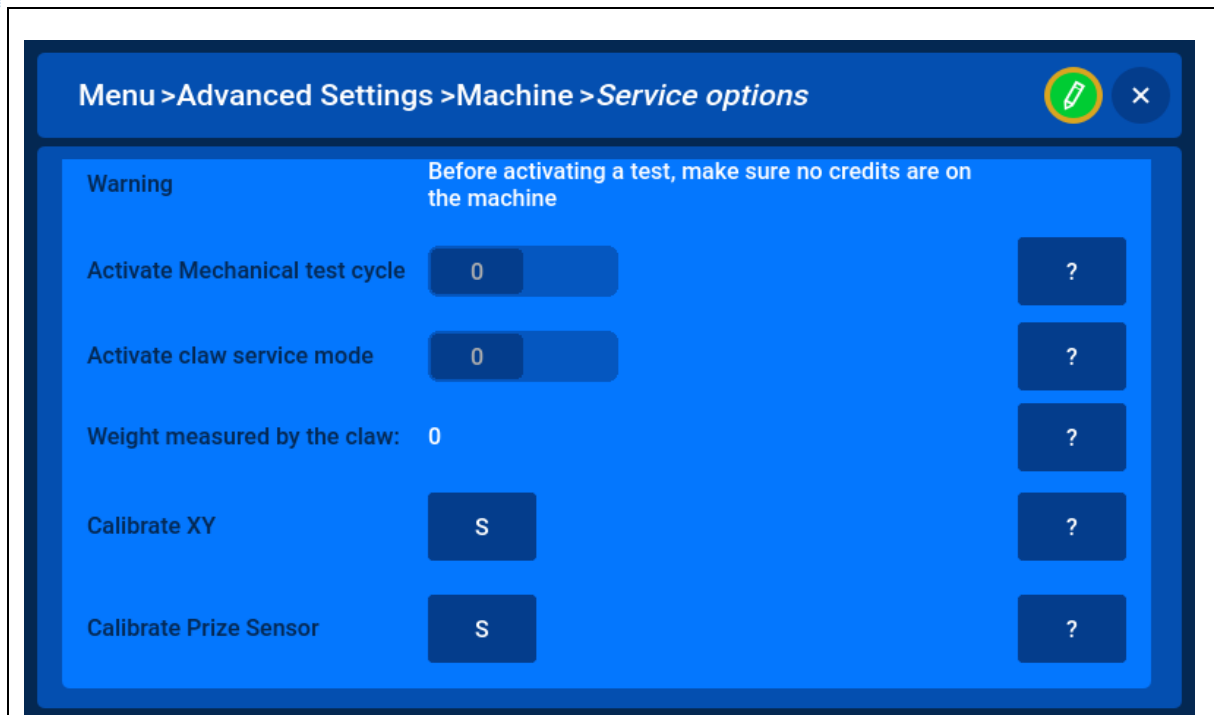 Menu >Advanced Settings >Machine >Service options
×
Warning
Before activating a test, make sure no credits are on
the machine
Activate Mechanical test cycle
0
?
Activate claw service mode
0
?
Weight measured by the claw:
0
?
Calibrate XY
S
?
Calibrate Prize Sensor
S
?